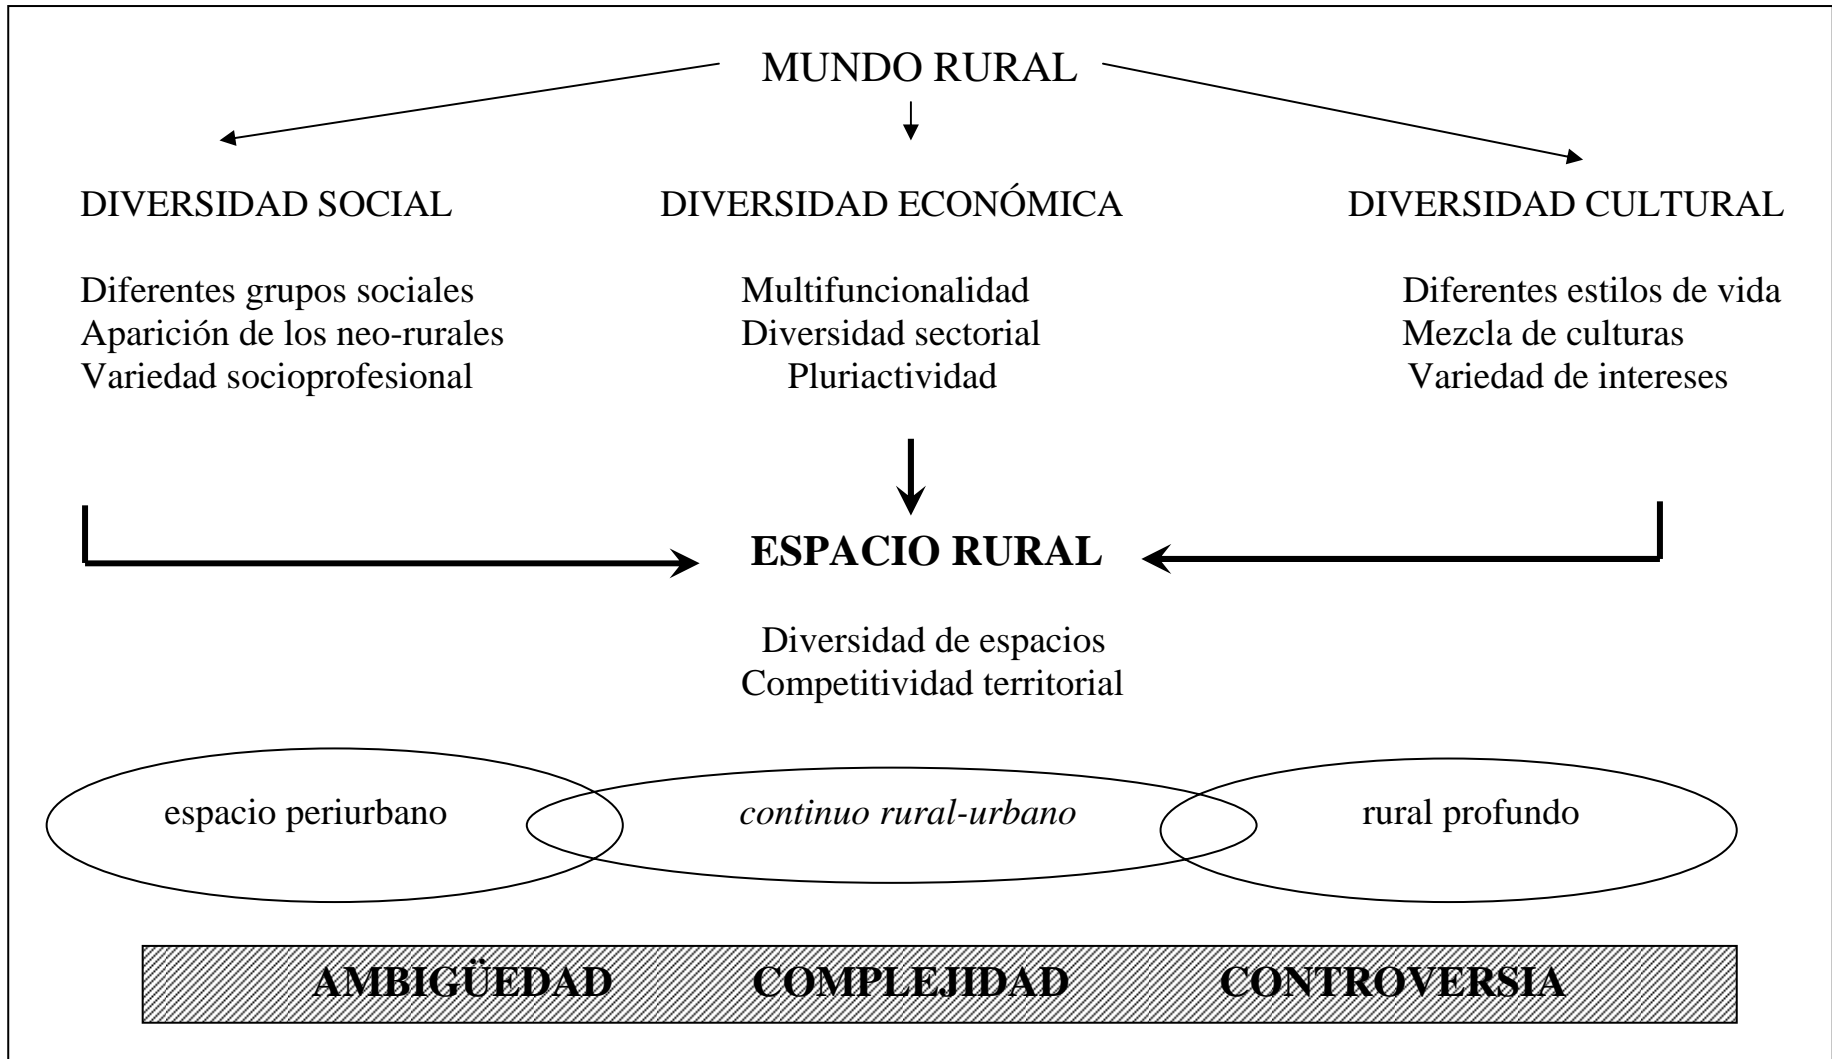 MUNDO RURAL
DIVERSIDAD SOCIAL
Diferentes grupos sociales
Aparición de los neo-rurales
Variedad socioprofesional
DIVERSIDAD ECONÓMICA
Multifuncionalidad
Diversidad sectorial
Pluriactividad
DIVERSIDAD CULTURAL
Diferentes estilos de vida
Mezcla de culturas
Variedad de intereses
ESPACIO RURAL
Diversidad de espacios
Competitividad territorial
espacio periurbano
continuo rural-urbano
rural profundo
AMBIGÜEDAD COMPLEJIDAD CONTROVERSIA